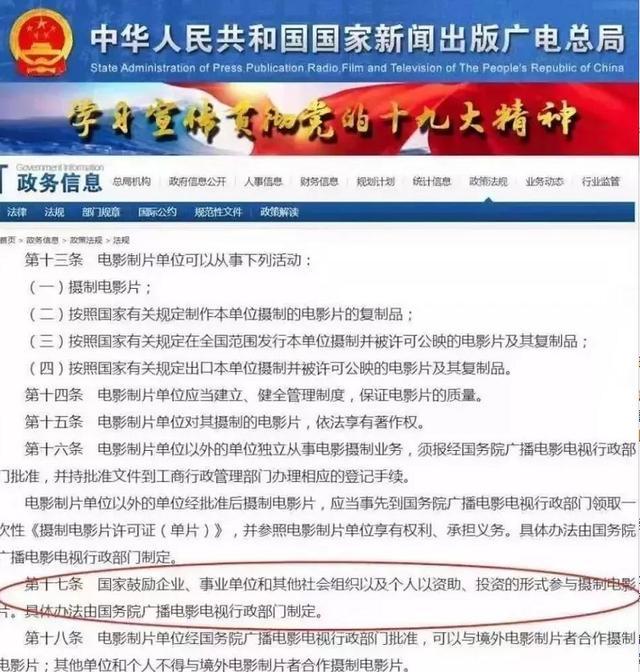 中华人民共和国国家新闻出版广电总局
State Administration of Press,Publication,Radio,Film and Television of The People's Republic of China
学习宣传贯彻党的十九大精神
Government Information
政务信息 总局机构 政府信息公开 人事信息 财务信息 规划计划 统计信息 政策法规 业务动态 行业监管
法律 法规 部门规章 国际公约 规范性文件 政策解读
首页 > 政务信息 > 政策法规 > 法规
第十三条 电影制片单位可以从事下列活动：
（一）摄制电影片；
（二）按照国家有关规定制作本单位摄制的电影片的复制品；
（三）按照国家有关规定在全国范围发行本单位摄制并被许可公映的电影片及其复制品；
（四）按照国家有关规定出口本单位摄制并被许可公映的电影片及其复制品。
第十四条 电影制片单位应当建立、健全管理制度，保证电影片的质量。
第十五条 电影制片单位对其摄制的电影片，依法享有著作权。
第十六条 电影制片单位以外的单位独立从事电影摄制业务，须报经国务院广播电影电视行政部
门批准，并持批准文件到工商行政管理部门办理相应的登记手续。
电影制片单位以外的单位经批准后摄制电影片，应当事先到国务院广播电影电视行政部门领取一
次性《摄制电影片许可证（单片）》，并参照电影制片单位享有权利、承担义务。具体办法由国务院
广播电影电视行政部门制定。
第十七条 国家鼓励企业、事业单位和其他社会组织以及个人以资助、投资的形式参与摄制电影
片。具体办法由国务院广播电影电视行政部门制定。
第十八条 电影制片单位经国务院广播电影电视行政部门批准，可以与境外电影制片者合作摄制
电影片；其他单位和个人不得与境外电影制片者合作摄制电影片。